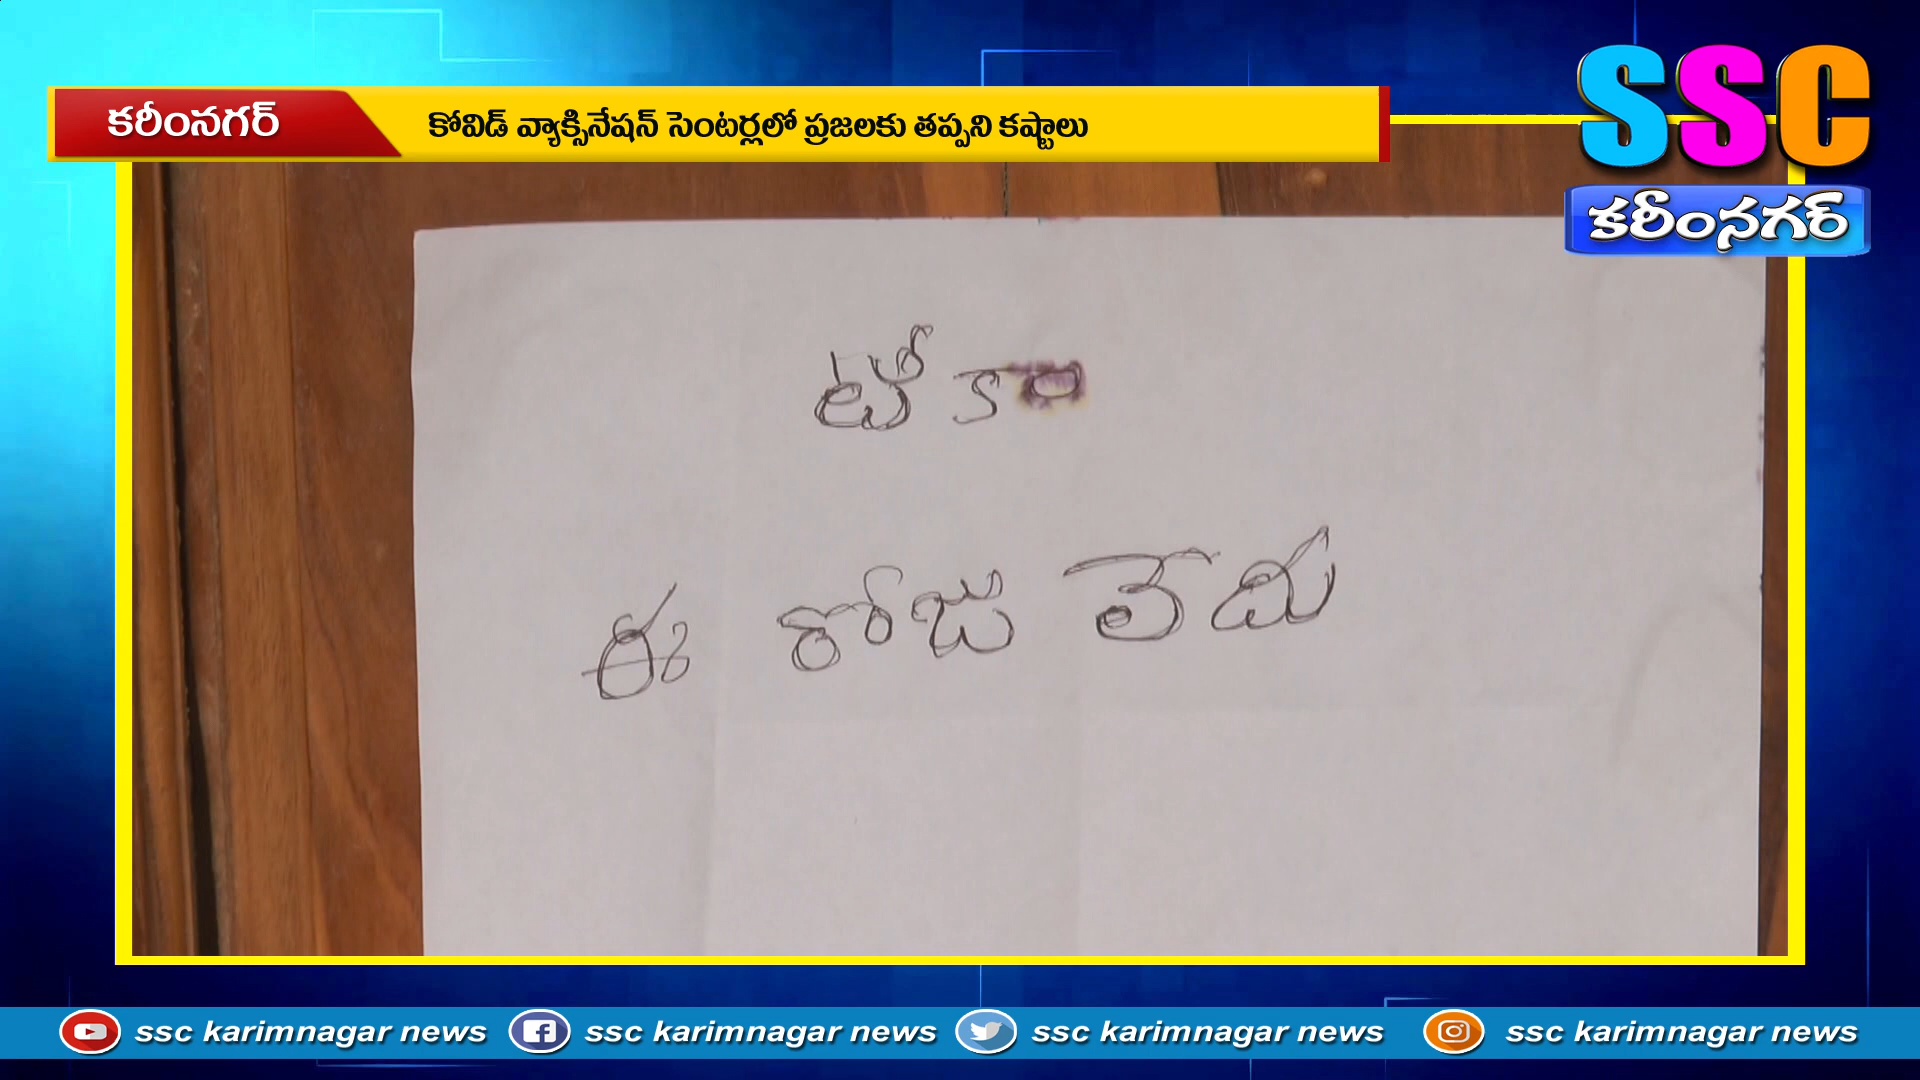 SSC
కరీంనగర్
కోవిడ్ వ్యాక్సినేషన్ సెంటర్లలో ప్రజలకు తప్పని కష్టాలు
కరీంనగర్
టీకా
ఈ రోజు లేదు
ssc karimnagar news
ssc karimnagar news
ssc karimnagar news
ssc karimnagar news